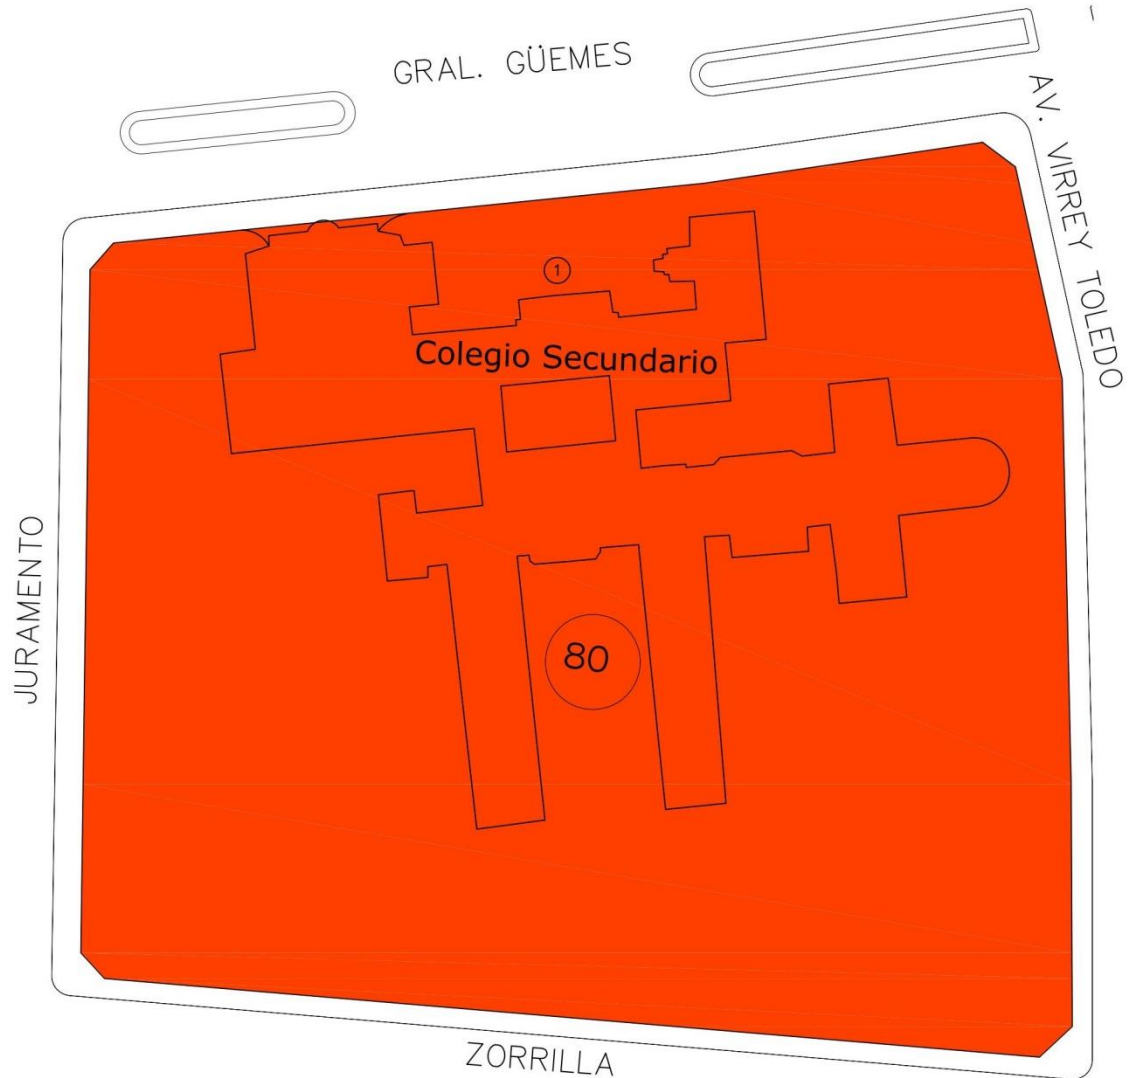 GRAL. GÜEMES
AV. VIRREY TOLEDO
1
Colegio Secundario
JURAMENTO
80
ZORRILLA